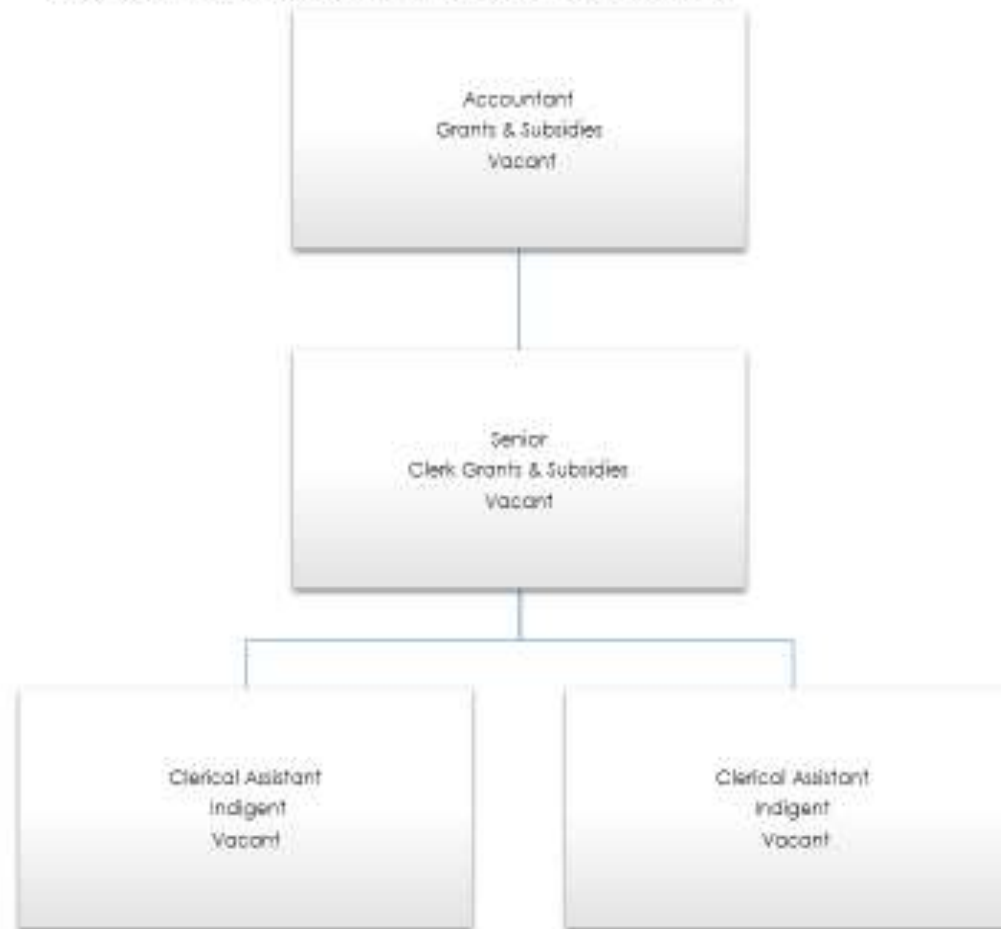 Accountant
Grants & Subsidies
Vacant
Senior
Clerk Grants & Subsidies
Vacant
Clerical Assistant
Indigent
Vacant
Clerical Assistant
Indigent
Vacant